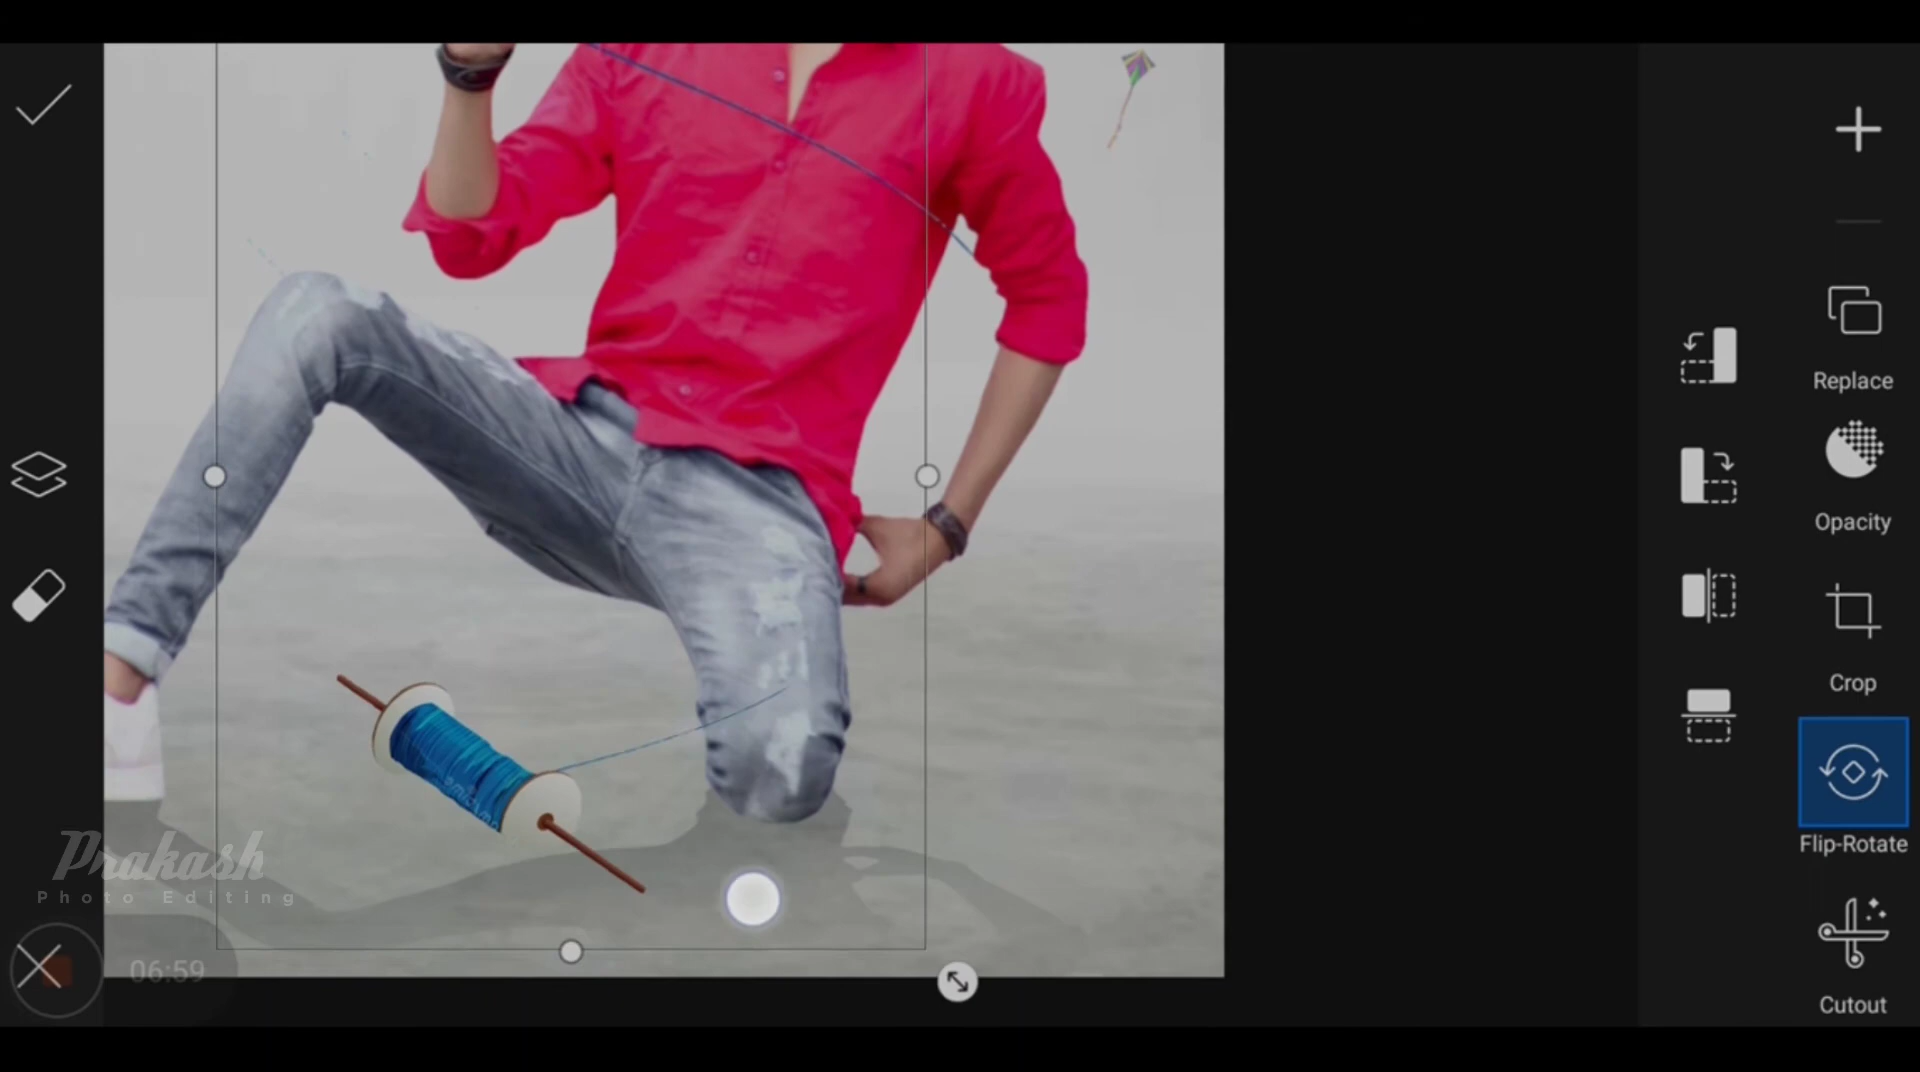 Replace
Opacity
Crop
Flip-Rotate
Cutout
Prakash
Photo Editing
06:59